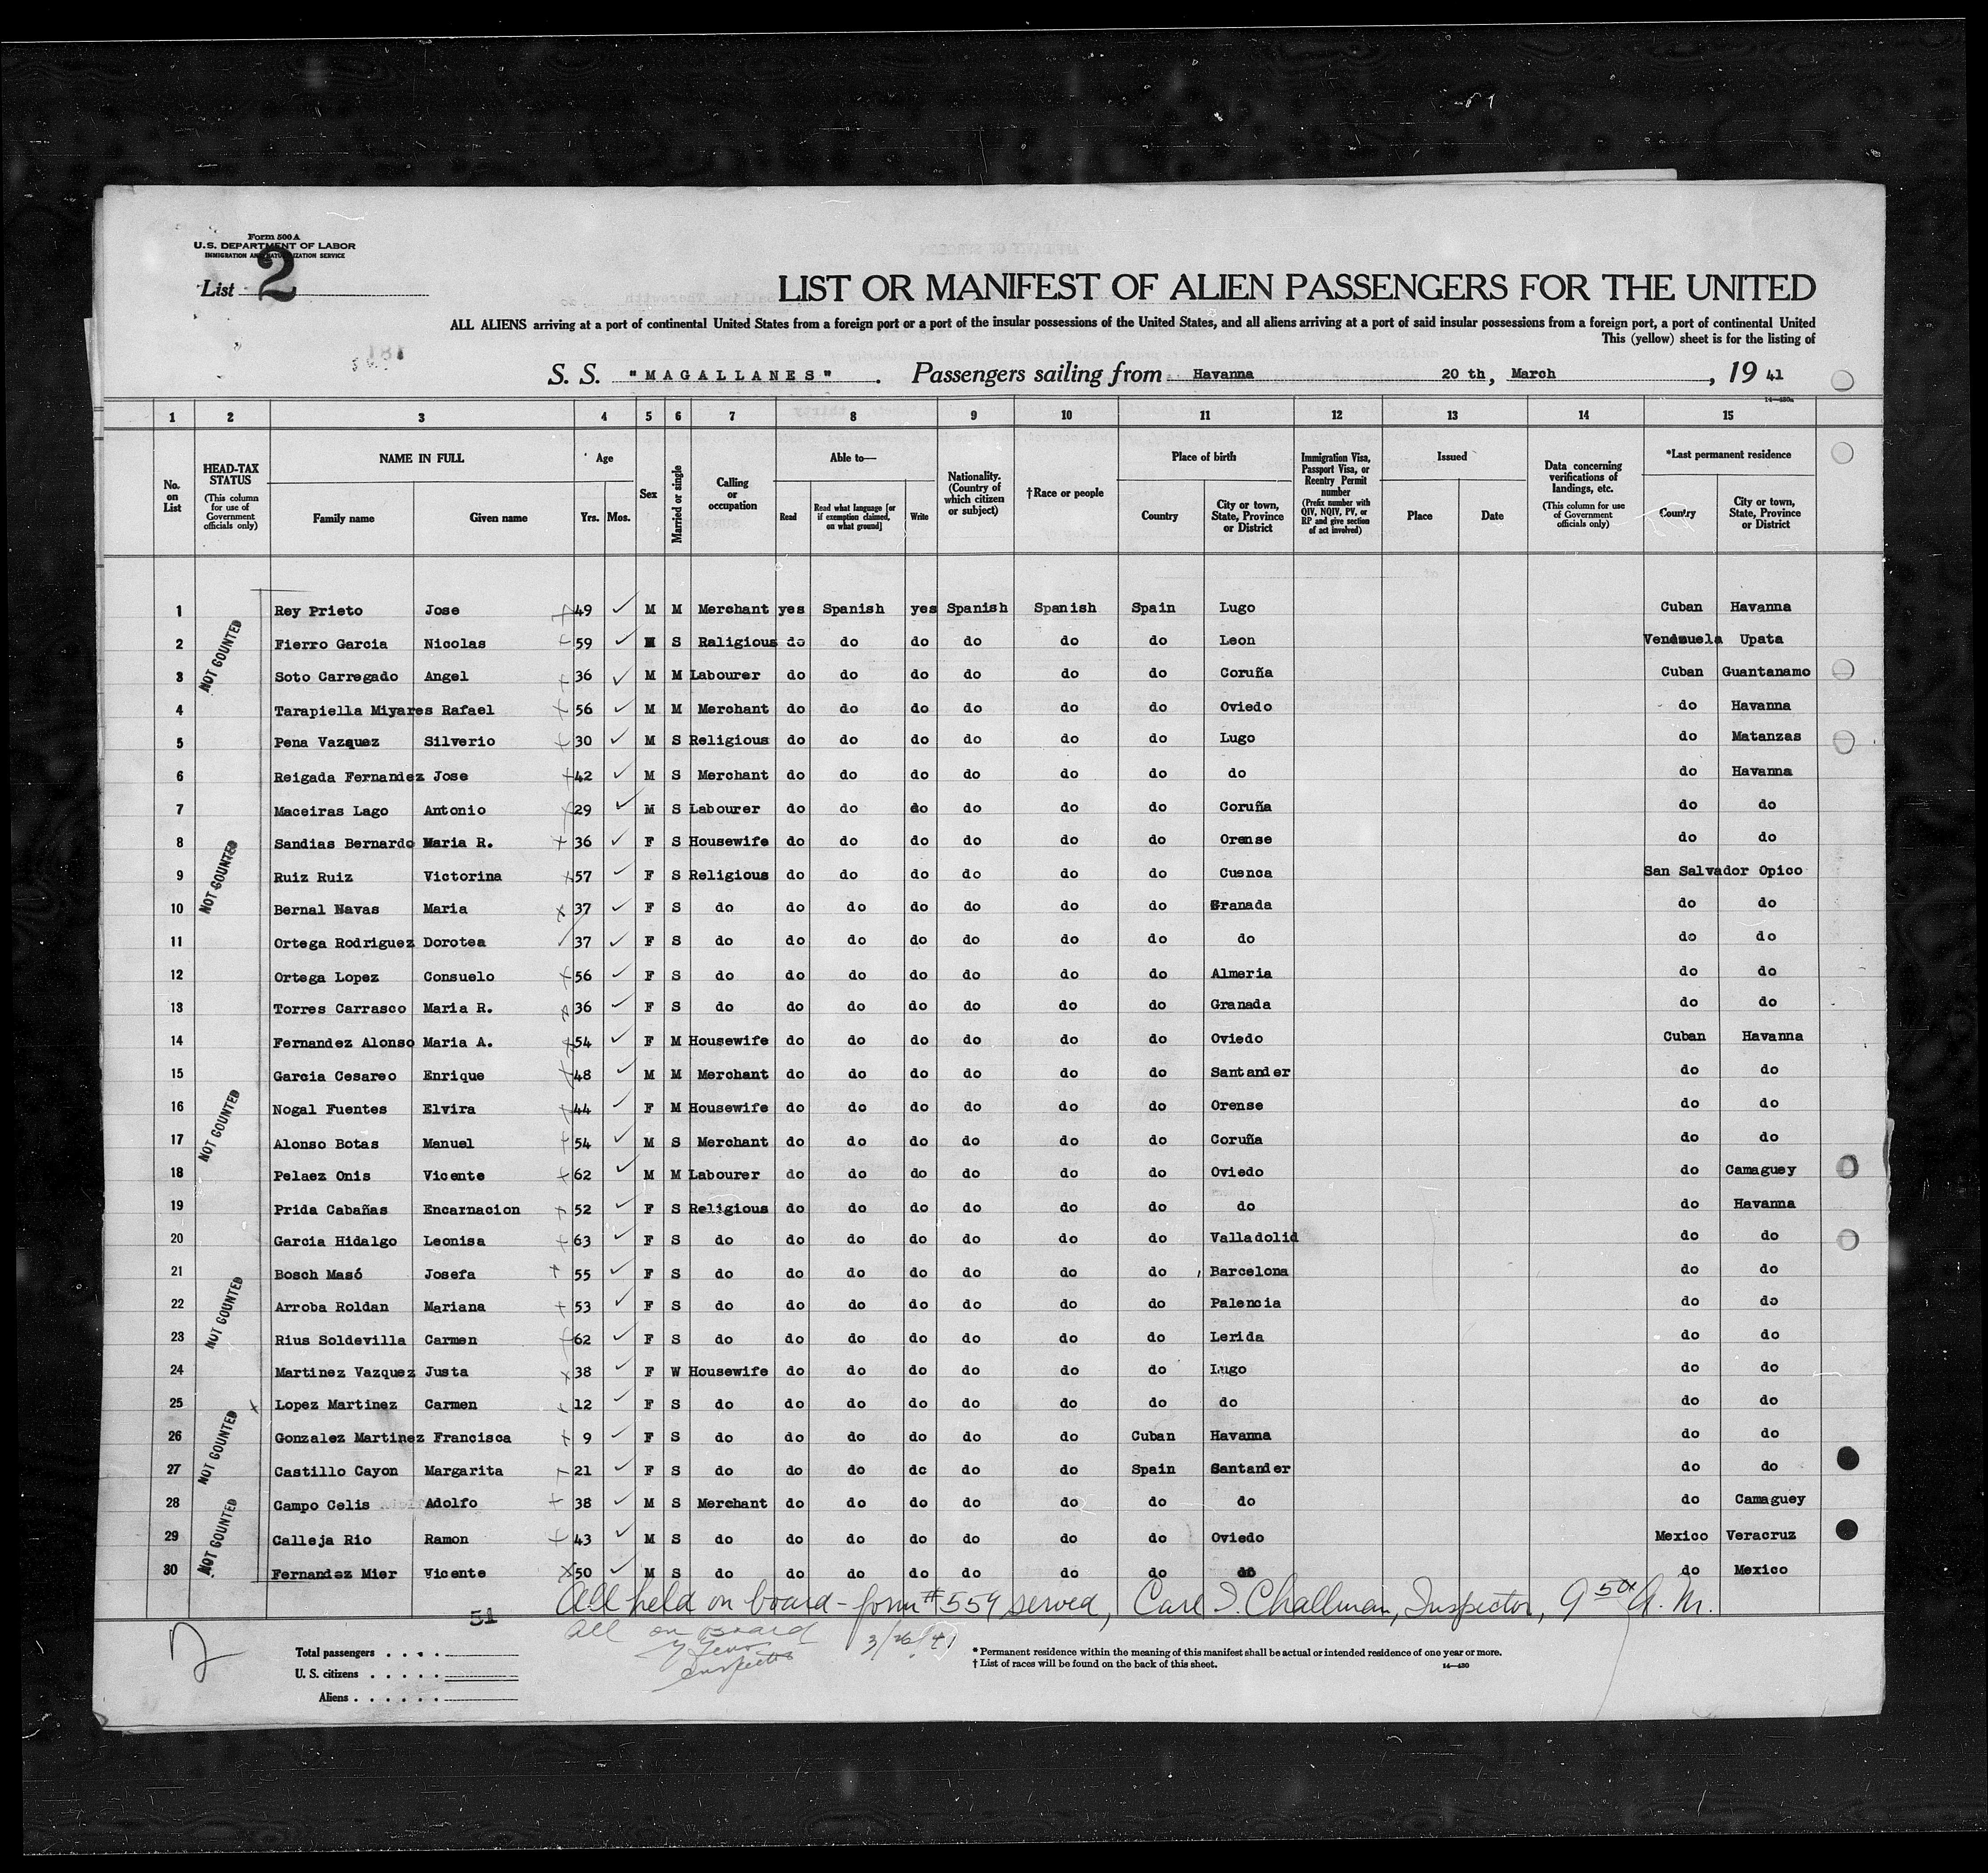 Form 500 A
U. S. DEPARTMENT OF LABOR
IMMIGRATION AND NATURALIZATION SERVICE
List 2
LIST OR MANIFEST OF ALIEN PASSENGERS FOR THE UNITED
ALL ALIENS arriving at a port of continental United States from a foreign port or a port of the insular possessions of the United States, and all aliens arriving at a port of said insular possessions from a foreign port, a port of continental United
This (yellow) sheet is for the listing of
S. S. "MAGALLANES". Passengers sailing from Havanna 20 th, March, 19 41
14—430a
1 2 3 4 5 6 7 8 9 10 11 12 13 14 15
No. on List
HEAD-TAX STATUS (This column for use of Government officials only)
NAME IN FULL
Family name Given name
Age
Yrs. Mos.
Sex
Married or single
Calling or occupation
Able to—
Read
Read what language [or if exemption claimed, on what ground]
Write
Nationality. (Country of which citizen or subject)
†Race or people
Place of birth
Country
City or town, State, Province or District
Immigration Visa, Passport Visa, or Reentry Permit number (Prefix number with QIV, NQIV, PV, or RP and give section of act involved)
Issued
Place Date
Data concerning verifications of landings, etc. (This column for use of Government officials only)
*Last permanent residence
Country
City or town, State, Province or District
1 Rey Prieto Jose 49 M M Merchant yes Spanish yes Spanish Spanish Spain Lugo Cuban Havanna
2 Fierro Garcia Nicolas 59 M S Raligious do do do do do do Leon Venezuela Upata
3 Soto Carregado Angel 36 M M Labourer do do do do do do Coruña Cuban Guantanamo
4 Tarapiella Miyares Rafael 56 M M Merchant do do do do do do Oviedo do Havanna
5 Pena Vazquez Silverio 30 M S Religious do do do do do do Lugo do Matanzas
6 Reigada Fernandez Jose 42 M S Merchant do do do do do do do do Havanna
7 Maceiras Lago Antonio 29 M S Labourer do do do do do do Coruña do do
8 Sandias Bernardo Maria R. 36 F S Housewife do do do do do do Orense do do
9 Ruiz Ruiz Victorina 57 F S Religious do do do do do do Cuenca San Salvador Opico
10 Bernal Navas Maria 37 F S do do do do do do do Granada do do
11 Ortega Rodriguez Dorotea 37 F S do do do do do do do do do do
12 Ortega Lopez Consuelo 56 F S do do do do do do do Almeria do do
13 Torres Carrasco Maria R. 36 F S do do do do do do do Granada do do
14 Fernandez Alonso Maria A. 54 F M Housewife do do do do do do Oviedo Cuban Havanna
15 Garcia Cesareo Enrique 48 M M Merchant do do do do do do Santander do do
16 Nogal Fuentes Elvira 44 F M Housewife do do do do do do Orense do do
17 Alonso Botas Manuel 54 M S Merchant do do do do do do Coruña do do
18 Pelaez Onis Vicente 62 M M Labourer do do do do do do Oviedo do Camaguey
19 Prida Cabañas Encarnacion 52 F S Religious do do do do do do do do Havanna
20 Garcia Hidalgo Leonisa 63 F S do do do do do do do Valladolid do do
21 Bosch Masó Josefa 55 F S do do do do do do do Barcelona do do
22 Arroba Roldan Mariana 53 F S do do do do do do do Palencia do do
23 Rius Soldevilla Carmen 62 F S do do do do do do do Lerida do do
24 Martinez Vazquez Justa 38 F W Housewife do do do do do do Lugo do do
25 Lopez Martinez Carmen 12 F S do do do do do do do do do do
26 Gonzalez Martinez Francisca 9 F S do do do do do do Cuban Havanna do do
27 Castillo Cayon Margarita 21 F S do do do do do do Spain Santander do do
28 Campo Celis Adolfo 38 M S Merchant do do do do do do do do Camaguey
29 Calleja Rio Ramon 43 M S do do do do do do do Oviedo Mexico Veracruz
30 Fernandez Mier Vicente 50 M S do do do do do do do do do Mexico
NOT COUNTED
NOT COUNTED
NOT COUNTED
NOT COUNTED
NOT COUNTED
NOT COUNTED
All held on board - form #559 served, Carl I. Challman, Inspector, 9 50 A. M.
51
all on board 3/26/41
Inspector
2
Total passengers
U. S. citizens
Aliens
* Permanent residence within the meaning of this manifest shall be actual or intended residence of one year or more.
† List of races will be found on the back of this sheet.
14—430